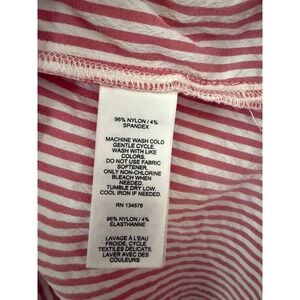 96% NYLON / 4%
SPANDEX
MACHINE WASH COLD
GENTLE CYCLE,
WASH WITH LIKE
COLORS.
DO NOT USE FABRIC
SOFTENER.
ONLY NON-CHLORINE
BLEACH WHEN
NEEDED.
TUMBLE DRY LOW.
COOL IRON IF NEEDED.
RN 134578
96% NYLON / 4%
ÉLASTHANNE
LAVAGE À L'EAU
FROIDE, CYCLE
TEXTILES DÉLICATS.
LAVER AVEC DES
COULEURS